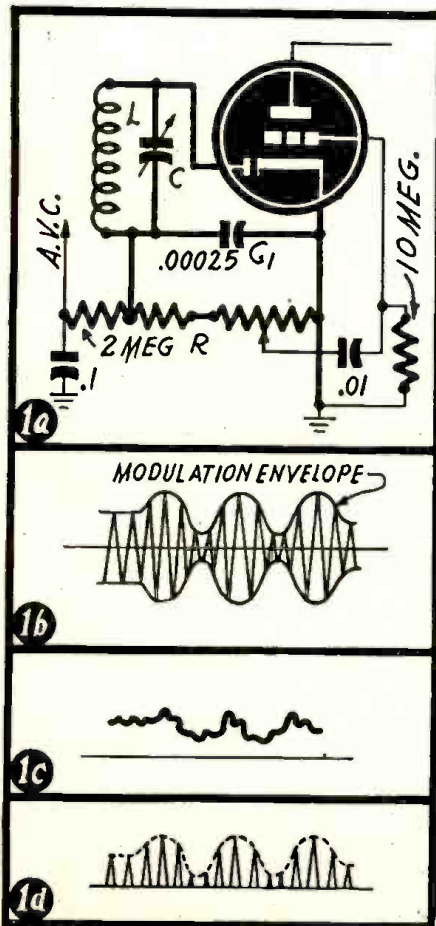 L
C
A.V.C.
.00025 G1
10 MEG.
2 MEG R
.1
.01
1a
MODULATION ENVELOPE
1b
1c
1d